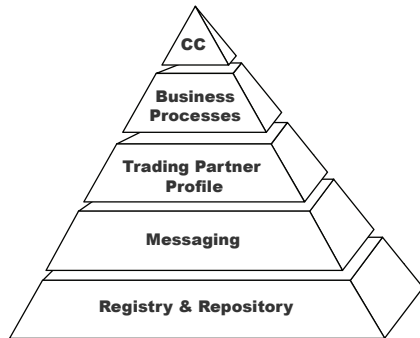 CC
Business
Processes
Trading Partner
Profile
Messaging
Registry & Repository